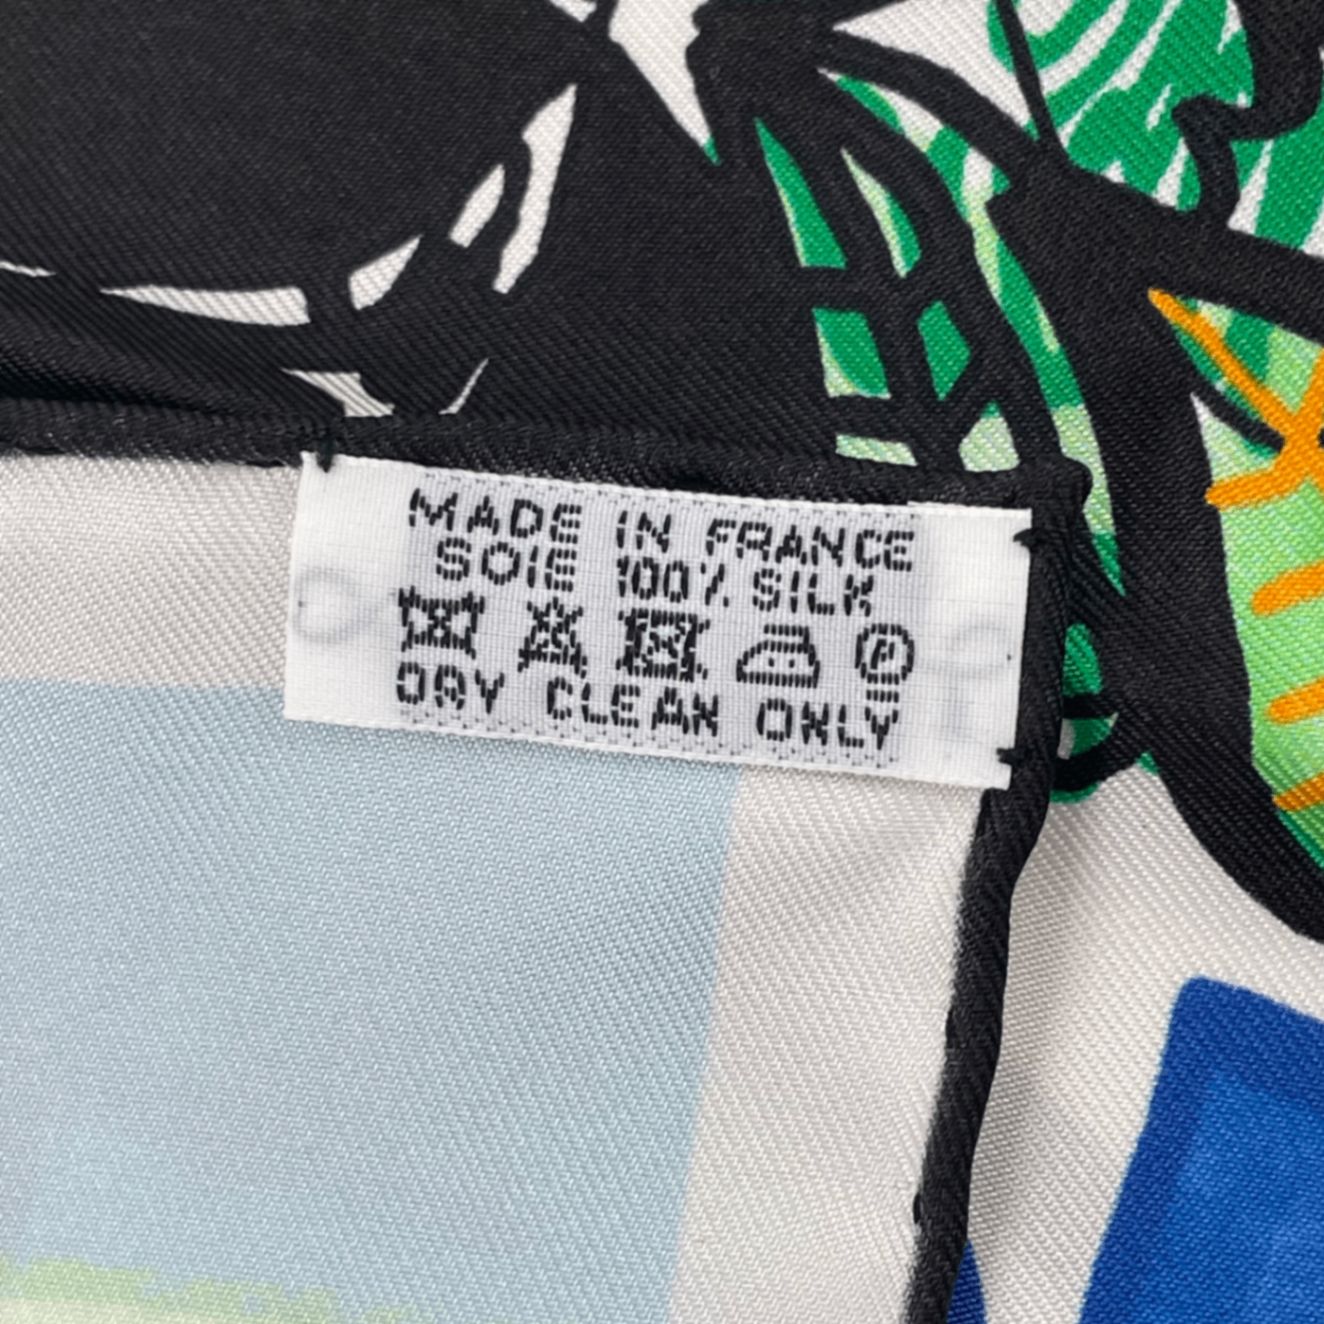 MADE IN FRANCE
SOIE 100% SILK
P
DRY CLEAN ONLY